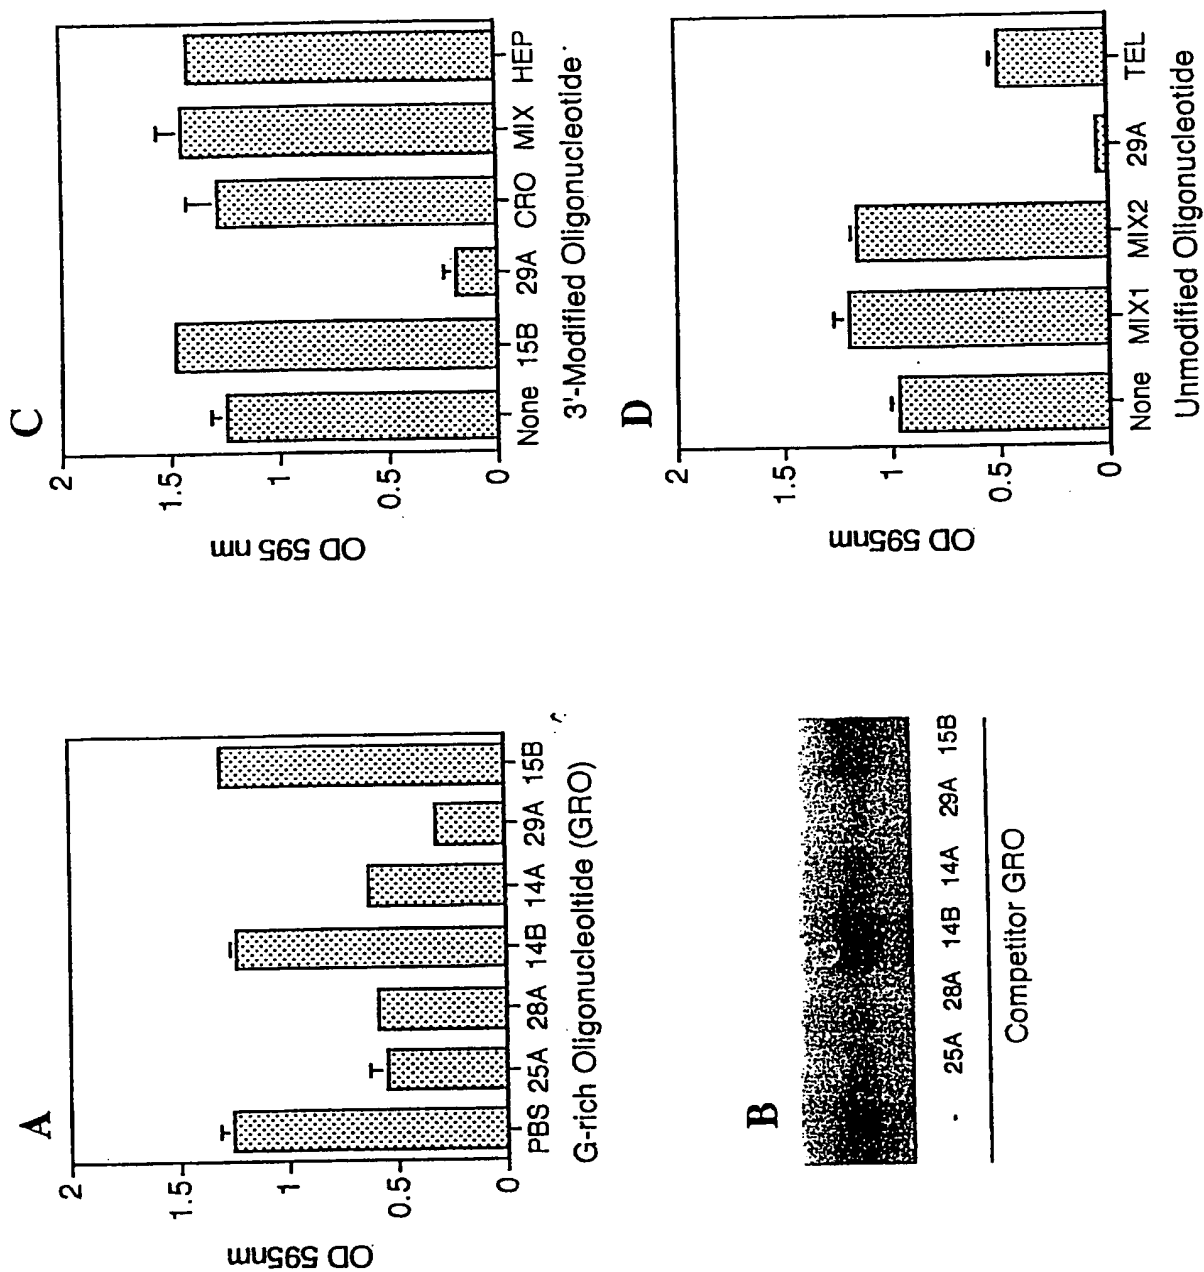 A
2
1.5
1
0.5
0
OD 595nm
PBS 25A 28A 14B 14A 29A 15B
G-rich Oligonucleoltide (GRO)
B
- 25A 28A 14B 14A 29A 15B
Competitor GRO
C
2
1.5
1
0.5
0
OD 595 nm
None 15B 29A CRO MIX HEP
3'-Modified Oligonucleotide
D
2
1.5
1
0.5
0
OD 595nm
None MIX1 MIX2 29A TEL
Unmodified Oligonucleotide